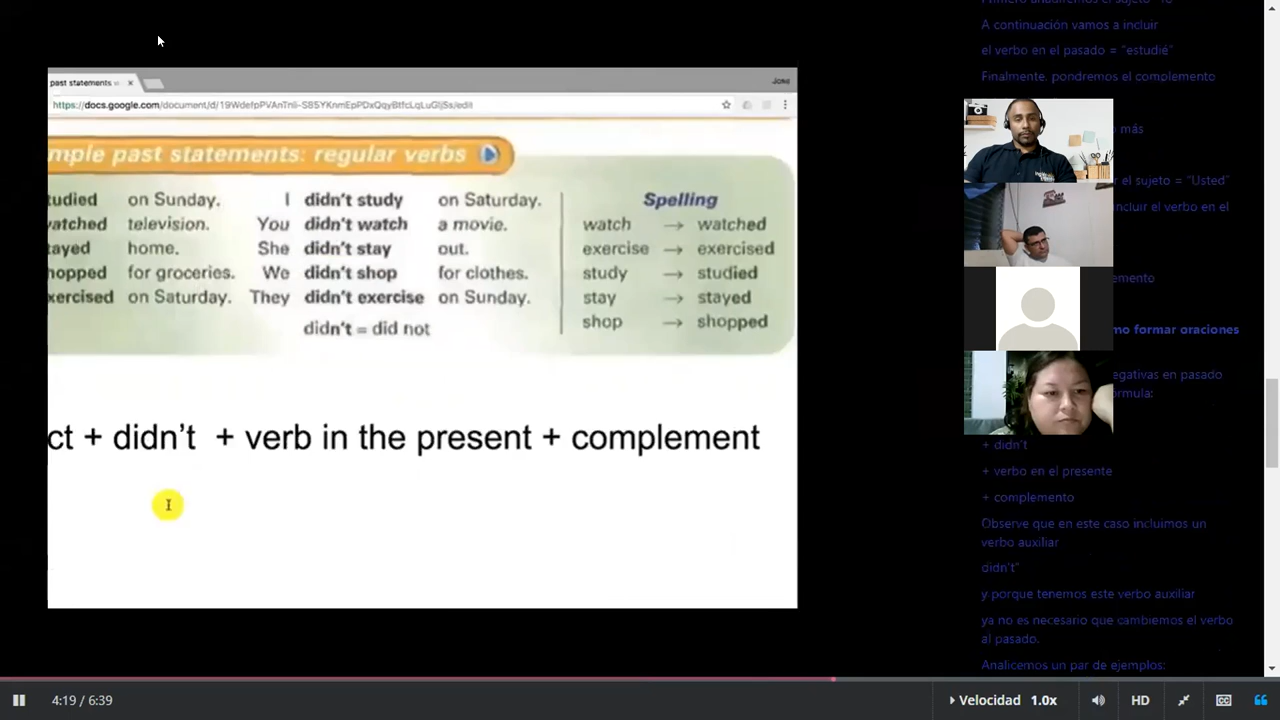 past statements
Jose
https://docs.google.com/document/d/19WdefpPVAnTnli-S85YKnmEpPDxQqyBtfcLqLuGljSs/edit
mple past statements: regular verbs
tudied on Sunday. I didn't study on Saturday.
atched television. You didn't watch a movie.
tayed home. She didn't stay out.
hopped for groceries. We didn't shop for clothes.
xercised on Saturday. They didn't exercise on Sunday.
didn't = did not
Spelling
watch → watched
exercise → exercised
study → studied
stay → stayed
shop → shopped
ct + didn't + verb in the present + complement
A continuación vamos a incluir
el verbo en el pasado = "estudié"
Finalmente, pondremos el complemento
más
r el sujeto = "Usted"
ncluir el verbo en el
emento
mo formar oraciones
egativas en pasado
órmula:
+ didn't
+ verbo en el presente
+ complemento
Observe que en este caso incluimos un
verbo auxiliar
didn't"
y porque tenemos este verbo auxiliar
ya no es necesario que cambiemos el verbo
al pasado.
Analicemos un par de ejemplos:
4:19 / 6:39
Velocidad 1.0x
HD
CC